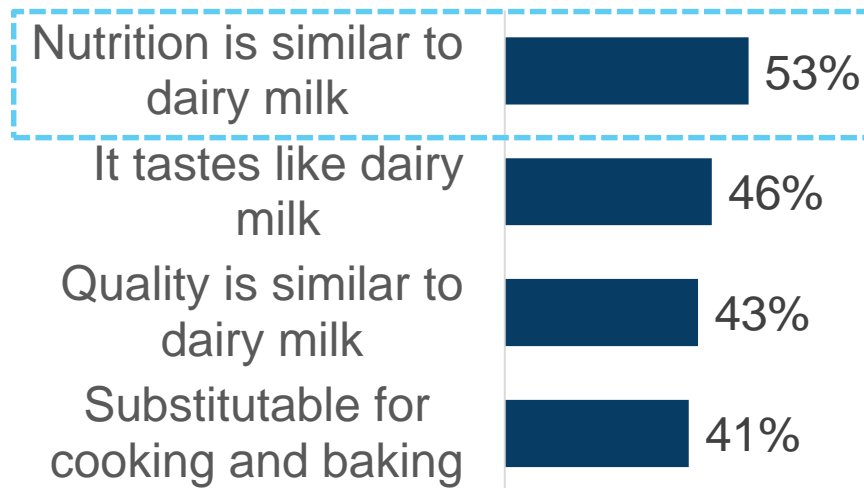 Nutrition is similar to
dairy milk
53%
It tastes like dairy
milk
46%
Quality is similar to
dairy milk
43%
Substitutable for
cooking and baking
41%